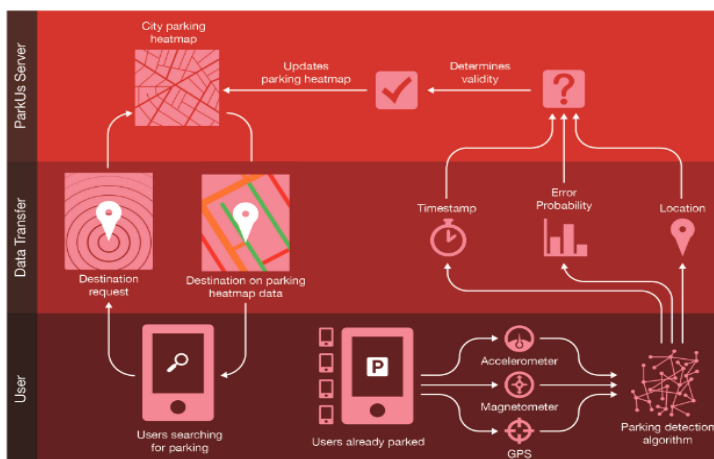 ParkUs Server
City parking
heatmap
Updates
parking heatmap
Determines
validity
?
Data Transfer
Destination
request
Destination on parking
heatmap data
Timestamp
Error
Probability
Location
User
Users searching
for parking
P
Users already parked
Accelerometer
Magnetometer
GPS
Parking detection
algorithm